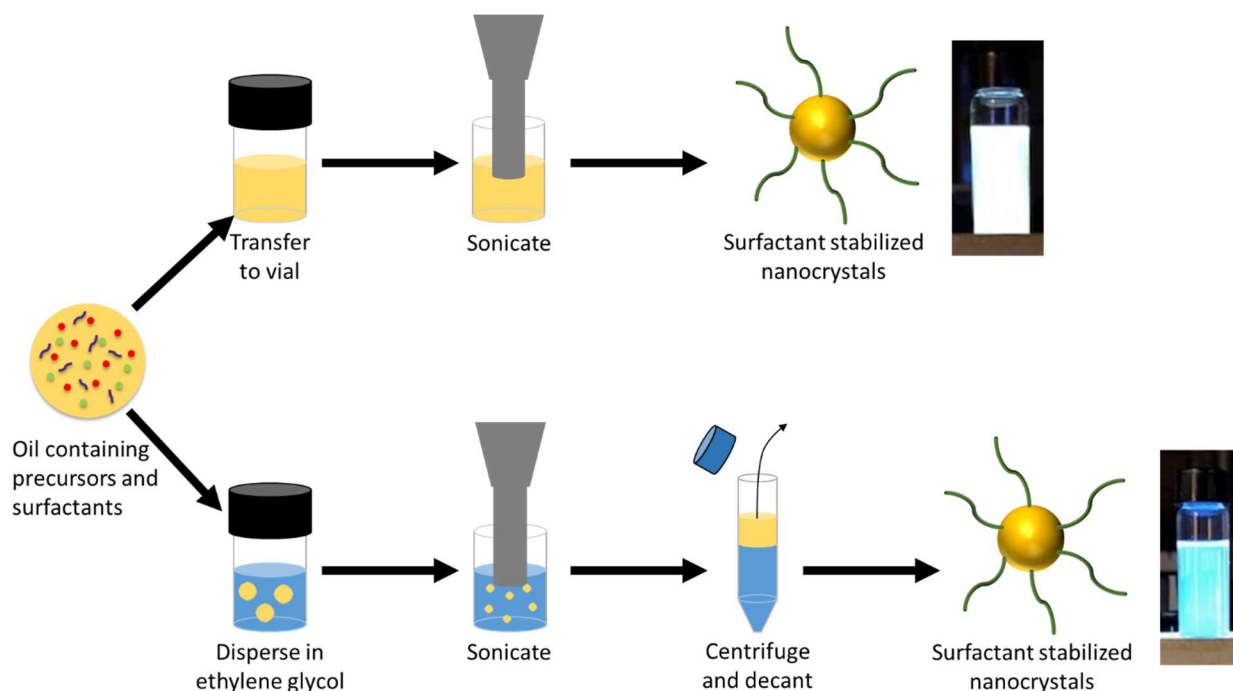 Transfer
to vial
Sonicate
Surfactant stabilized
nanocrystals
Oil containing
precursors and
surfactants
Disperse in
ethylene glycol
Sonicate
Centrifuge
and decant
Surfactant stabilized
nanocrystals